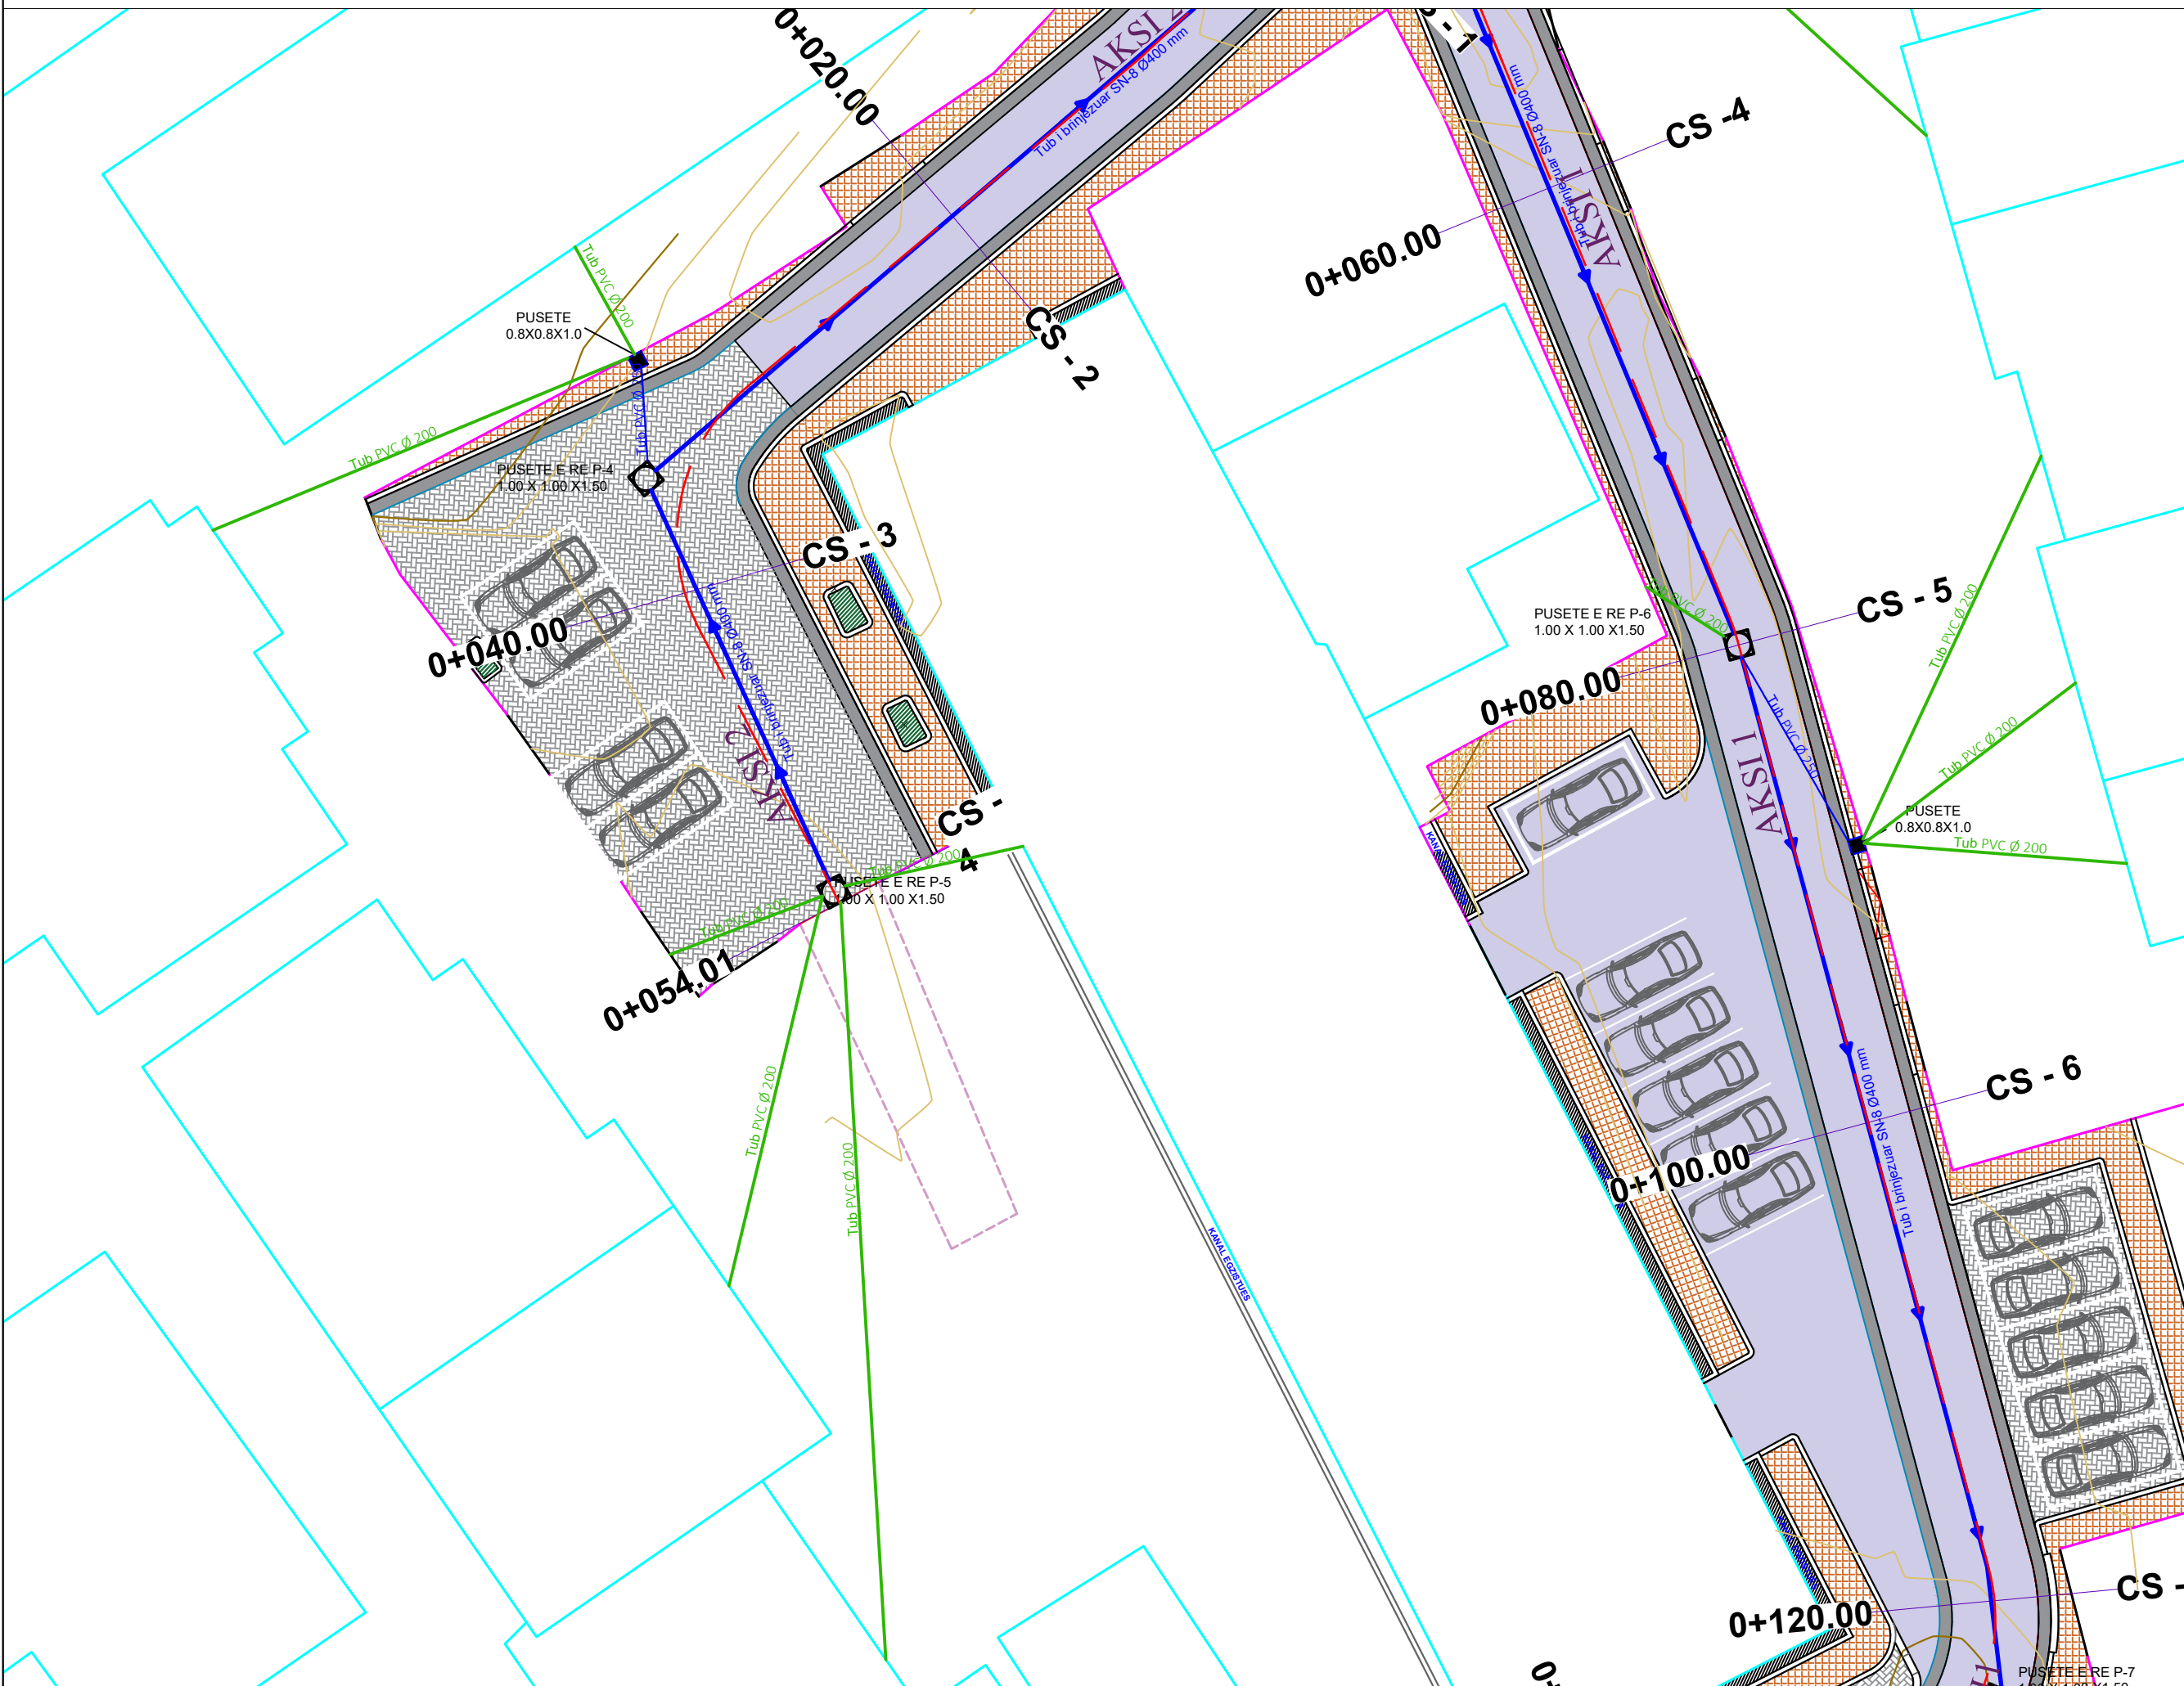 0+020.00
AKSI 2
Tub i brinjezuar SN-8 Ø400 mm
Tub i brinjezuar SN-8 Ø400 mm
AKSI 1
CS -4
0+060.00
Tub PVC Ø 200
PUSETE
0.8X0.8X1.0
CS - 2
Tub PVC Ø 200
PUSETE E RE P-4
1.00 X 1.00 X1.50
CS - 3
0+040.00
Tub i brinjezuar SN-8 Ø400 mm
AKSI 2
CS -
4
Tub PVC Ø 200
PUSETE E RE P-5
1.00 X 1.00 X1.50
Tub PVC Ø 200
0+054.01
Tub PVC Ø 200
Tub PVC Ø 200
KANAL EGZISTUES
Tub PVC Ø 200
PUSETE E RE P-6
1.00 X 1.00 X1.50
CS - 5
0+080.00
Tub PVC Ø 250
AKSI 1
Tub PVC Ø 200
Tub PVC Ø 200
PUSETE
0.8X0.8X1.0
Tub PVC Ø 200
CS - 6
0+100.00
Tub i brinjezuar SN-8 Ø400 mm
CS -
0+120.00
PUSETE E RE P-7